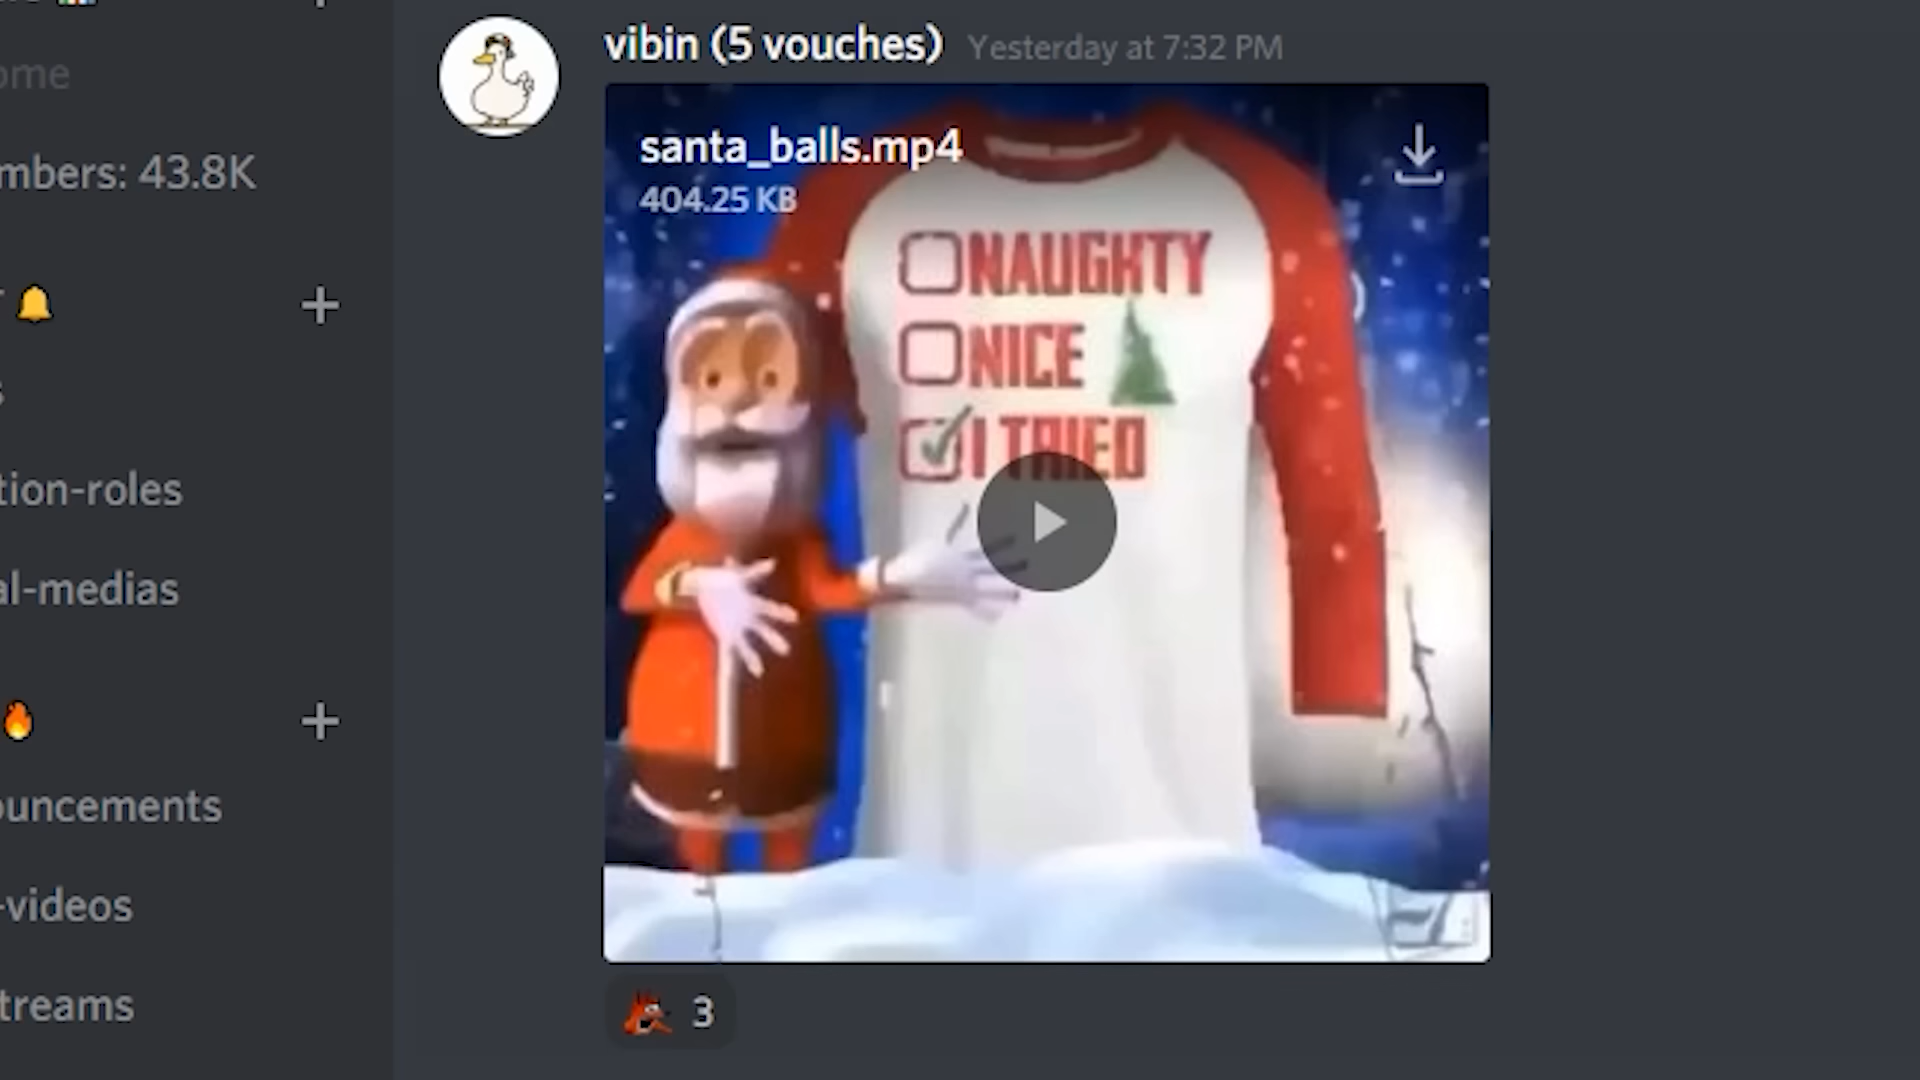 ome
mbers: 43.8K
tion-roles
al-medias
ouncements
-videos
treams
vibin (5 vouches) Yesterday at 7:32 PM
santa_balls.mp4
404.25 KB
NAUGHTY
NICE
I TRIED
3